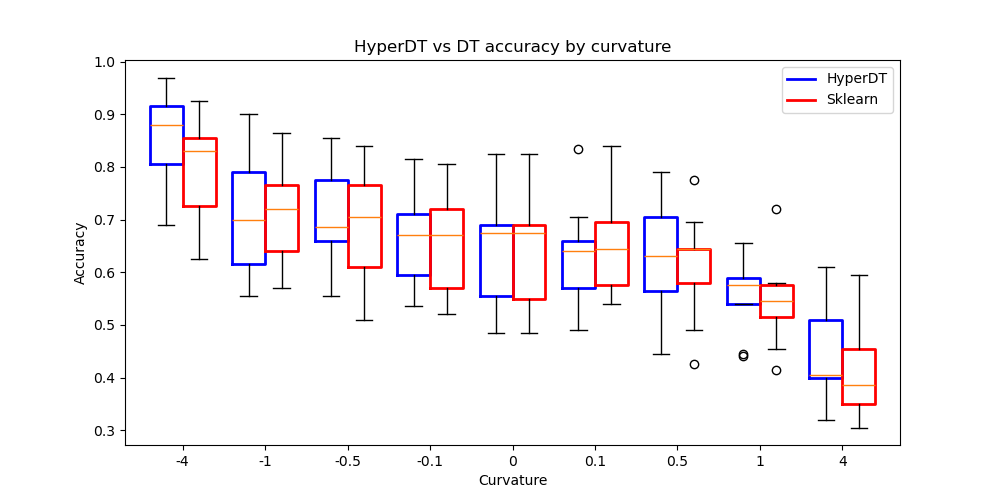 HyperDT vs DT accuracy by curvature
HyperDT
Sklearn
Accuracy
1.0
0.9
0.8
0.7
0.6
0.5
0.4
0.3
-4 -1 -0.5 -0.1 0 0.1 0.5 1 4
Curvature